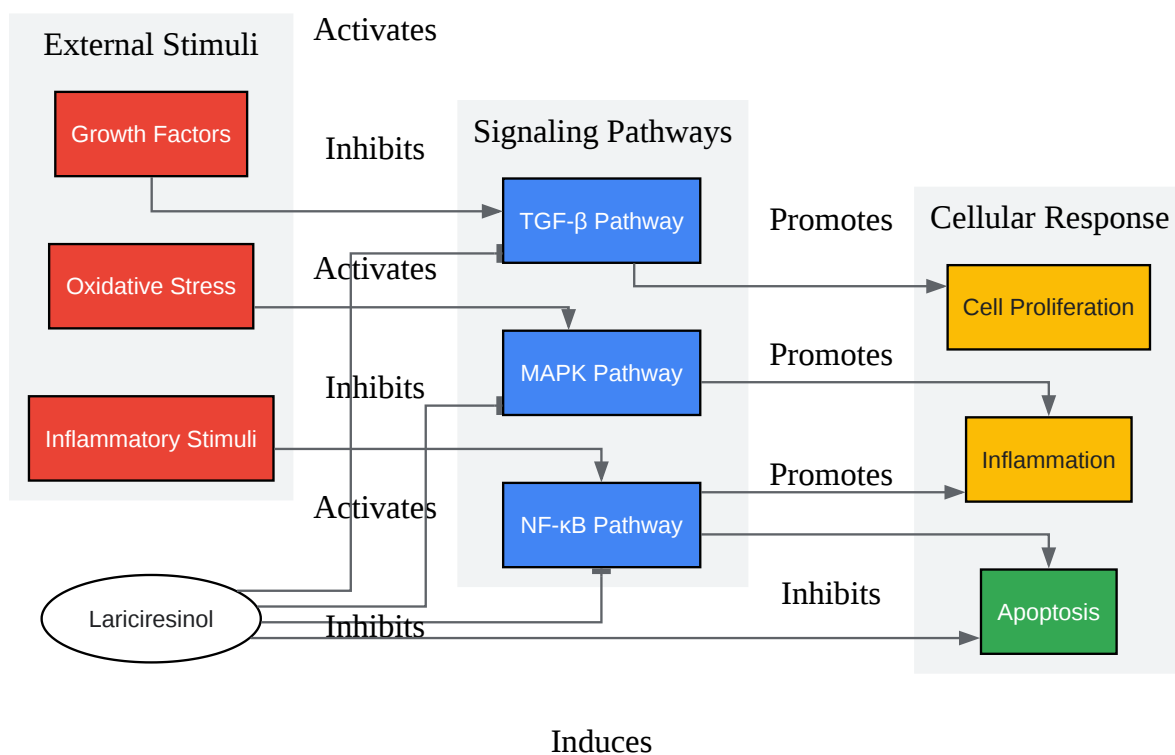 External Stimuli
Growth Factors
Oxidative Stress
Inflammatory Stimuli
Lariciresinol
Activates
Inhibits
Activates
Inhibits
Activates
Inhibits
Signaling Pathways
TGF-β Pathway
MAPK Pathway
NF-κB Pathway
Promotes
Promotes
Promotes
Inhibits
Cellular Response
Cell Proliferation
Inflammation
Apoptosis
Induces